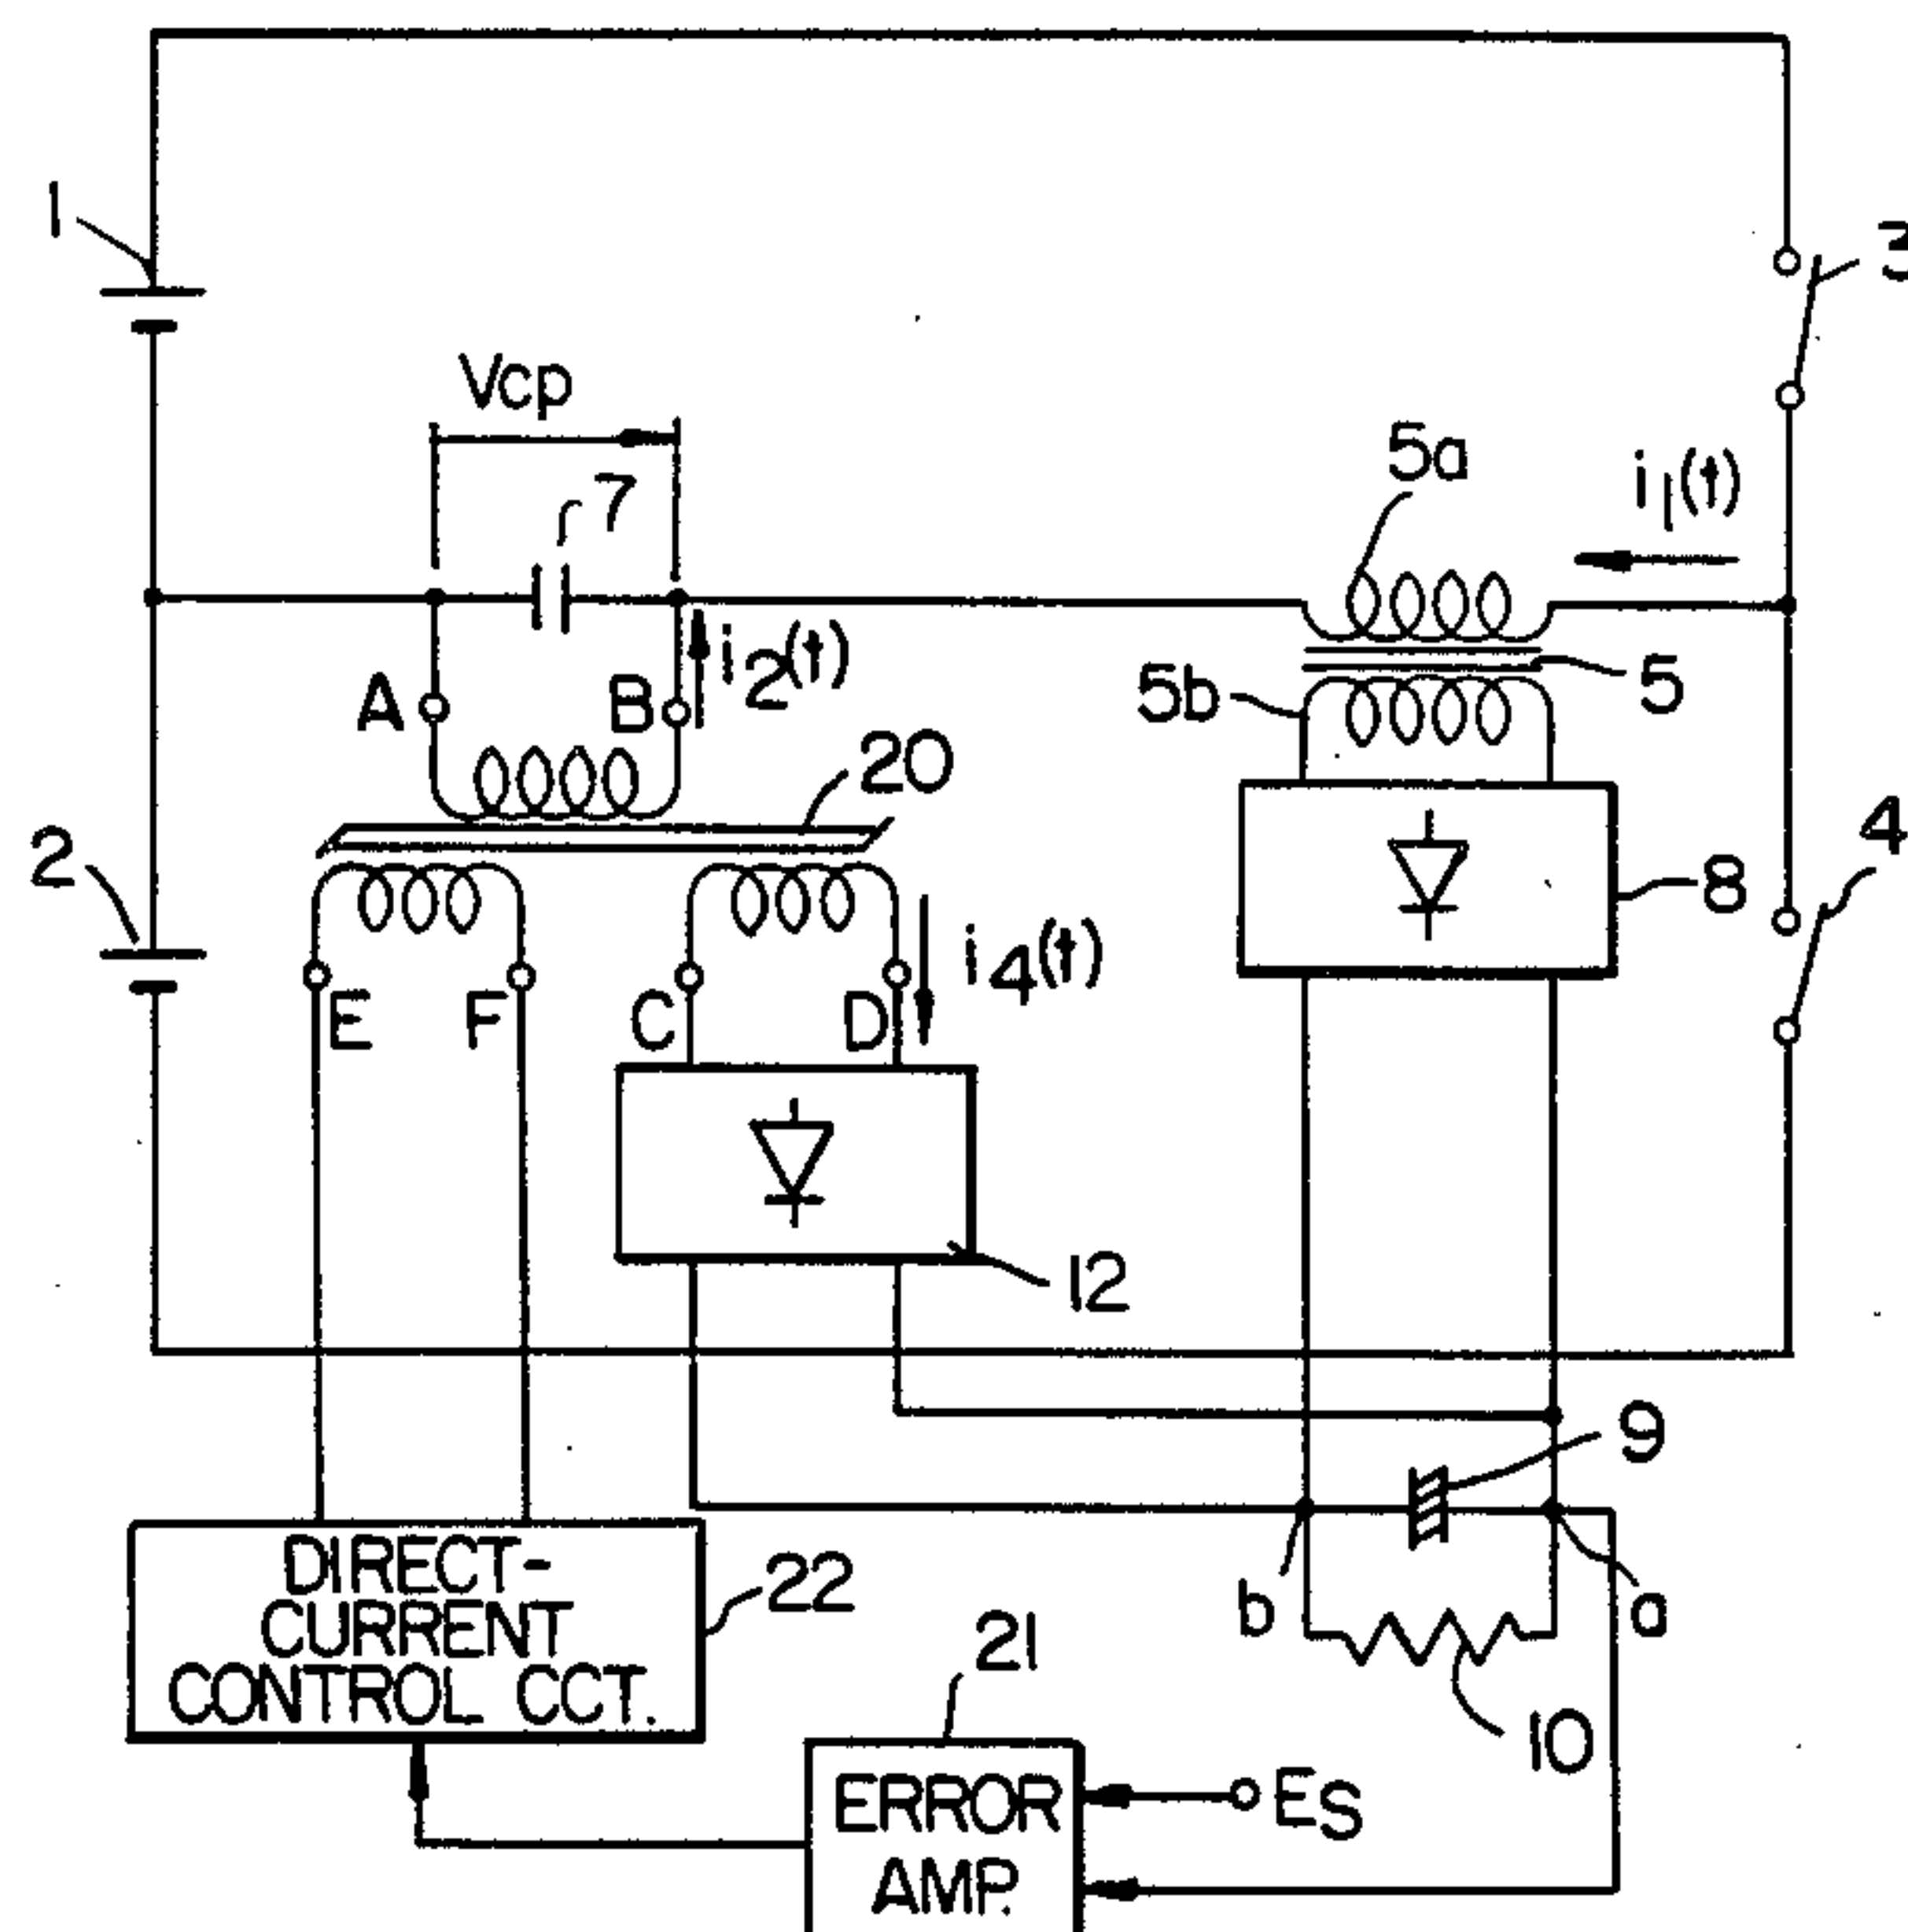 1
3
Vcp
5a
i1(t)
7
i2(t)
A
B
5b
5
20
2
4
8
i4(t)
E
F
C
D
12
9
DIRECT-
CURRENT
CONTROL CCT.
22
b
a
21
10
ERROR
AMP.
ES